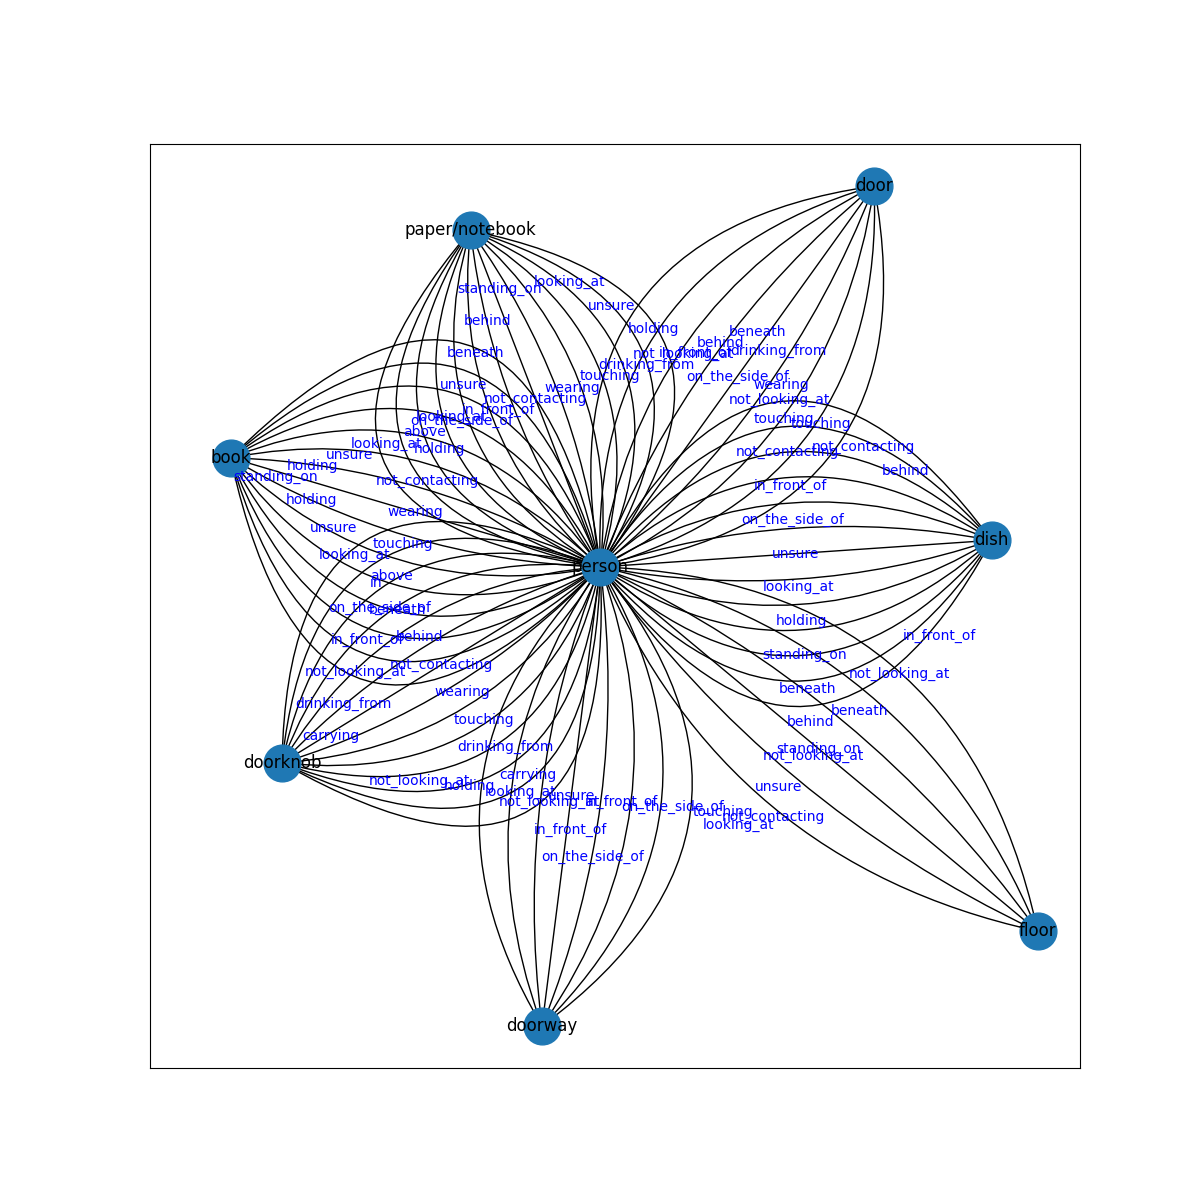 door
paper/notebook
looking_at
standing_on
unsure
behind
holding
beneath
behind
beneath
in_front_of
not_looking_at
drinking_from
drinking_from
touching
on_the_side_of
unsure
wearing
wearing
not_contacting
not_looking_at
in_front_of
looking_at
on_the_side_of
touching
touching
above
looking_at
holding
not_contacting
not_contacting
unsure
book
holding
behind
standing_on
not_contacting
in_front_of
holding
wearing
on_the_side_of
unsure
touching
dish
looking_at
unsure
person
above
in
looking_at
on_the_side_of
beneath
holding
in_front_of
behind
in_front_of
standing_on
not_contacting
not_looking_at
not_looking_at
wearing
beneath
drinking_from
beneath
touching
behind
carrying
drinking_from
standing_on
not_looking_at
doorknob
carrying
not_looking_at
holding
unsure
looking_at
unsure
not_looking_at
in_front_of
on_the_side_of
touching
not_contacting
looking_at
in_front_of
on_the_side_of
floor
doorway